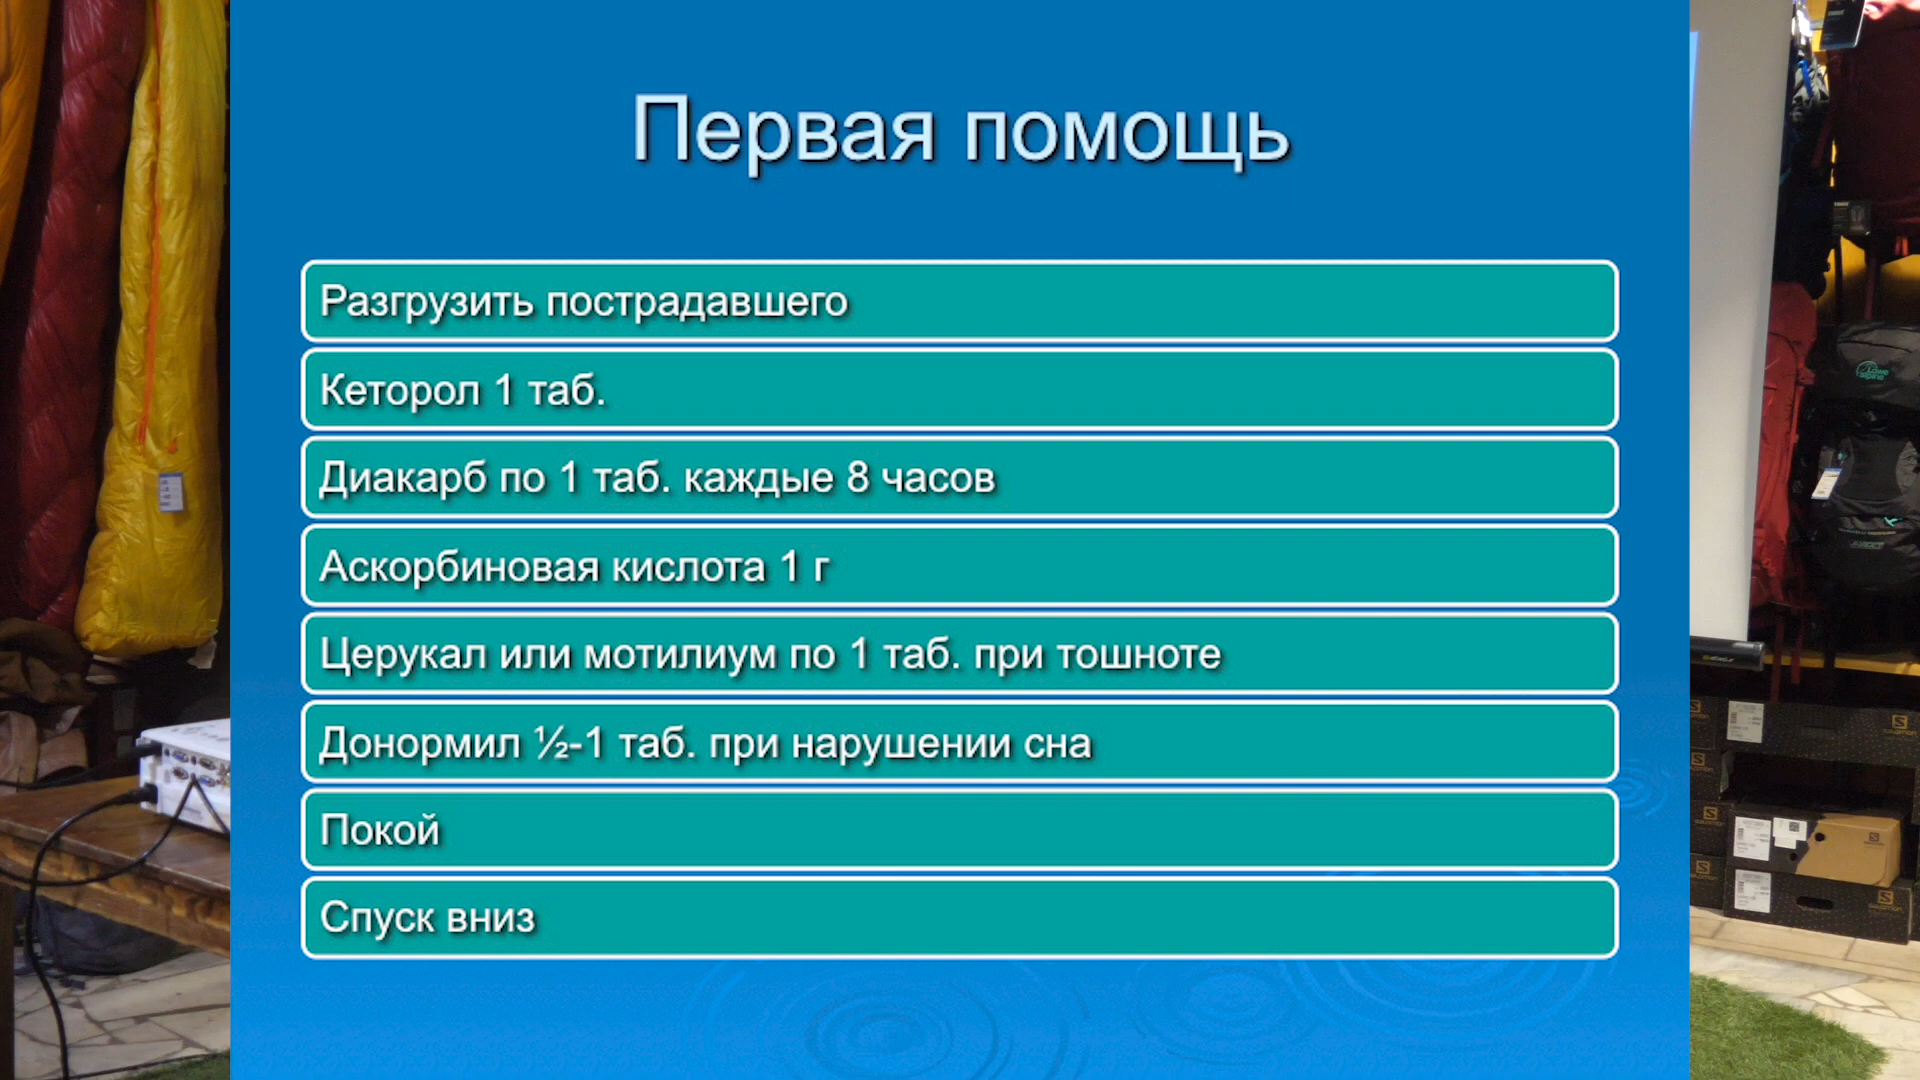 Первая помощь
Разгрузить пострадавшего
Кеторол 1 таб.
Диакарб по 1 таб. каждые 8 часов
Аскорбиновая кислота 1 г
Церукал или мотилиум по 1 таб. при тошноте
Донормил ½-1 таб. при нарушении сна
Покой
Спуск вниз